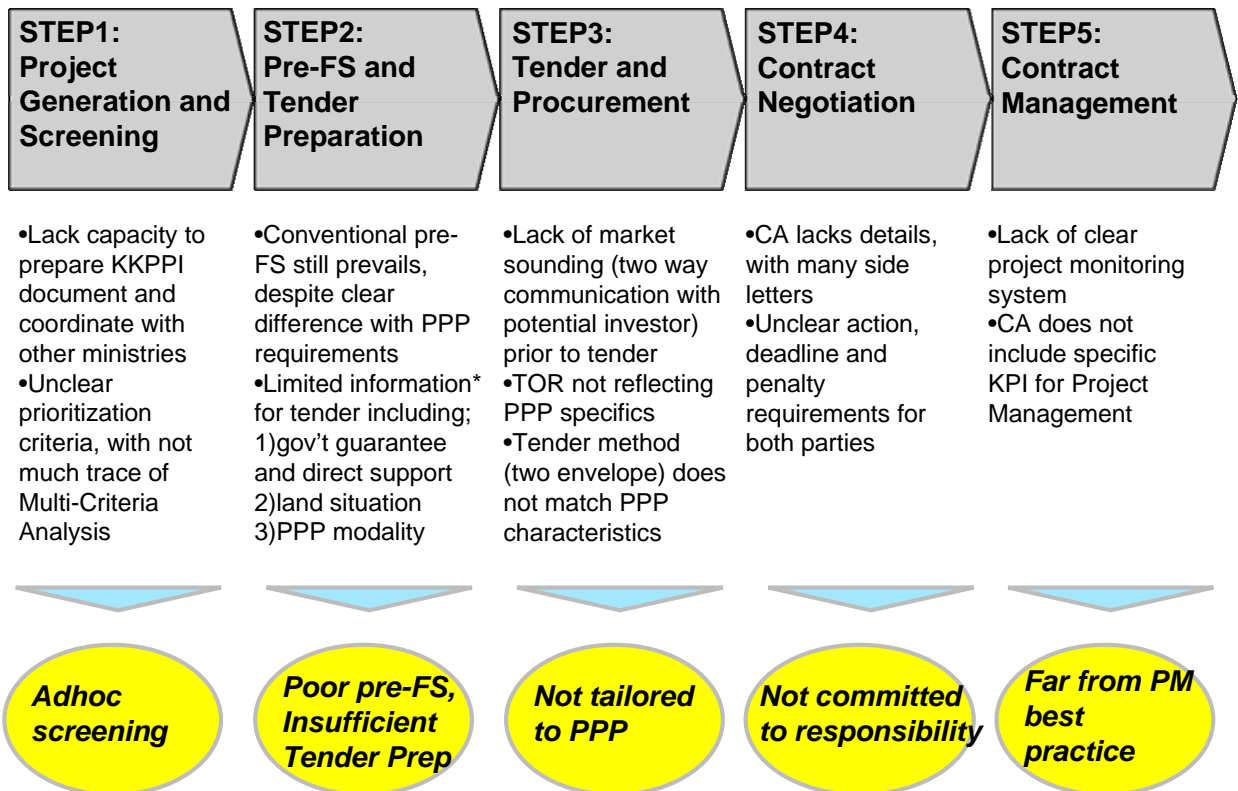 STEP1:
Project
Generation and
Screening
STEP2:
Pre-FS and
Tender
Preparation
STEP3:
Tender and
Procurement
STEP4:
Contract
Negotiation
STEP5:
Contract
Management
•Lack capacity to
prepare KKPPI
document and
coordinate with
other ministries
•Unclear
prioritization
criteria, with not
much trace of
Multi-Criteria
Analysis
•Conventional pre-
FS still prevails,
despite clear
difference with PPP
requirements
•Limited information*
for tender including;
1)gov't guarantee
and direct support
2)land situation
3)PPP modality
•Lack of market
sounding (two way
communication with
potential investor)
prior to tender
•TOR not reflecting
PPP specifics
•Tender method
(two envelope) does
not match PPP
characteristics
•CA lacks details,
with many side
letters
•Unclear action,
deadline and
penalty
requirements for
both parties
•Lack of clear
project monitoring
system
•CA does not
include specific
KPI for Project
Management
Adhoc
screening
Poor pre-FS,
Insufficient
Tender Prep
Not tailored
to PPP
Not committed
to responsibility
Far from PM
best
practice